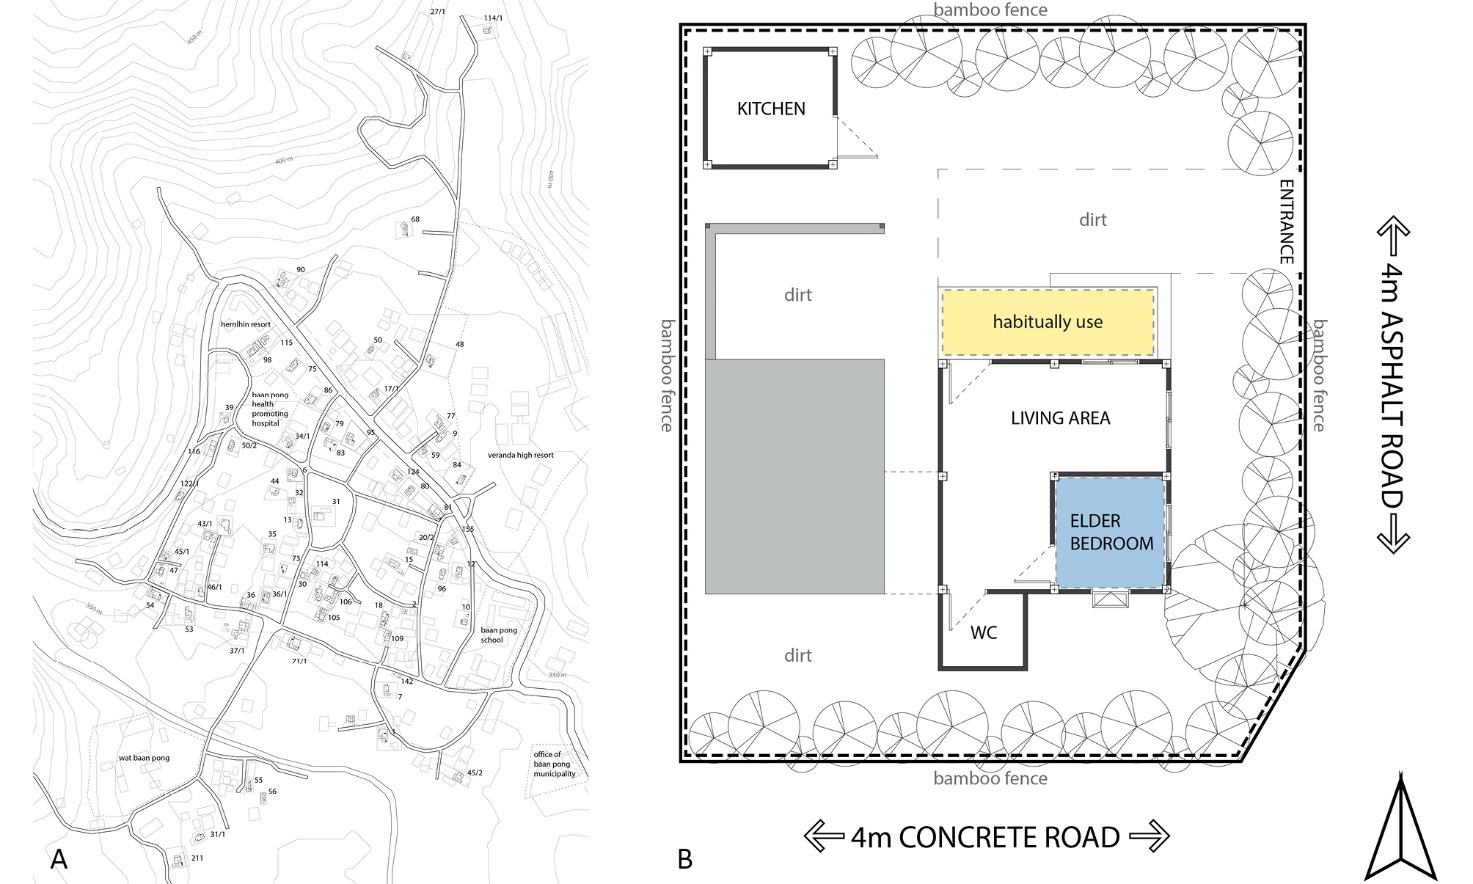 27/1
114/1
450 m
400 m
400 m
68
90
hernlhin resort
115
98
75
50
48
86
17/1
baan pong
health
promoting
hospital
39
34/1
79
83
95
77
9
59
84
veranda high resort
116
50/2
6
124
122/1
44
32
31
80
81
43/1
13
155
35
20/2
45/1
73
15
12
47
114
46/1
30
96
54
36
36/1
106
105
18
2
10
53
109
baan pong
school
37/1
71/1
142
7
350 m
350 m
1
wat baan pong
office of
baan pong
municipality
45/2
55
56
31/1
211
A
bamboo fence
KITCHEN
ENTRANCE
dirt
dirt
habitually use
bamboo fence
bamboo fence
4m ASPHALT ROAD
LIVING AREA
ELDER
BEDROOM
WC
dirt
bamboo fence
4m CONCRETE ROAD
B